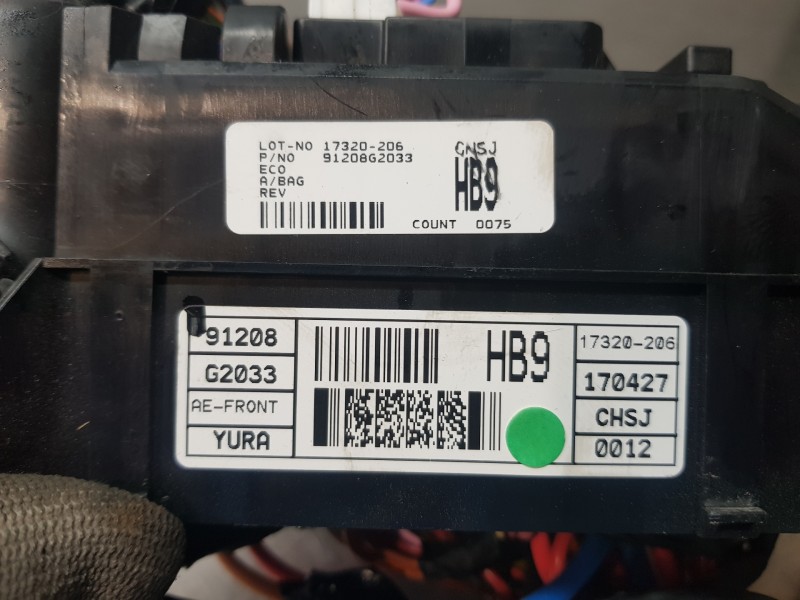 LOT-NO 17320-206
P/NO 91208G2033
ECO
A/BAG
REV
CHSJ
HB9
COUNT 0075
91208
G2033
AE-FRONT
YURA
HB9
17320-206
170427
CHSJ
0012